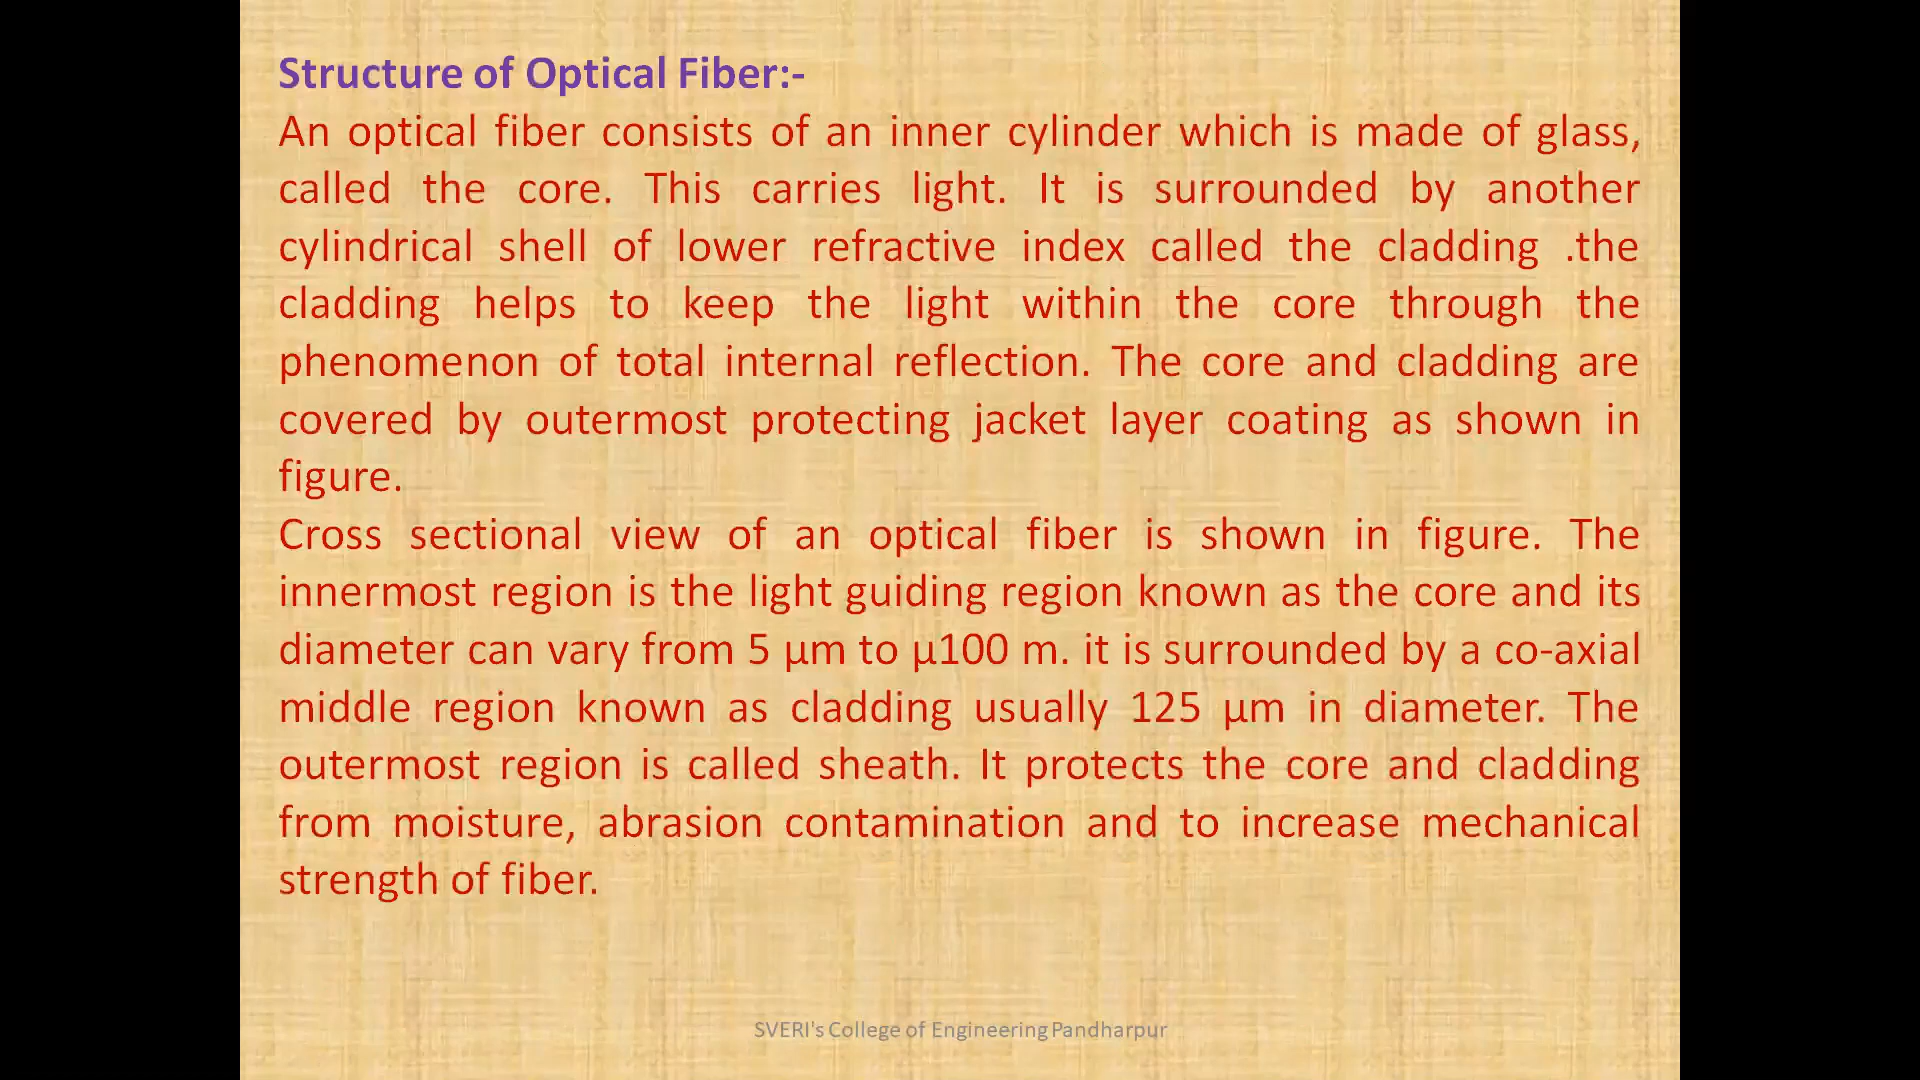 Structure of Optical Fiber:-
An optical fiber consists of an inner cylinder which is made of glass,
called the core. This carries light. It is surrounded by another
cylindrical shell of lower refractive index called the cladding .the
cladding helps to keep the light within the core through the
phenomenon of total internal reflection. The core and cladding are
covered by outermost protecting jacket layer coating as shown in
figure.
Cross sectional view of an optical fiber is shown in figure. The
innermost region is the light guiding region known as the core and its
diameter can vary from 5 μm to μ100 m. it is surrounded by a co-axial
middle region known as cladding usually 125 μm in diameter. The
outermost region is called sheath. It protects the core and cladding
from moisture, abrasion contamination and to increase mechanical
strength of fiber.
SVERI's College of Engineering Pandharpur